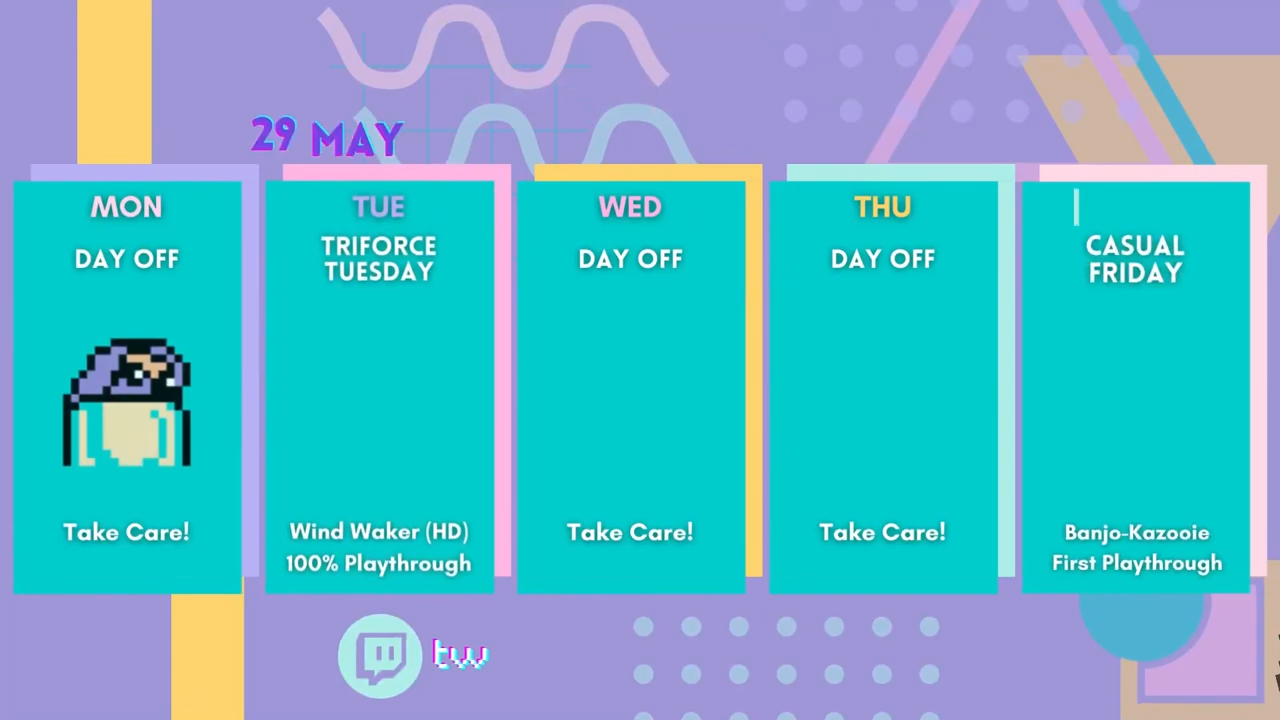 29 MAY
MON
DAY OFF
Take Care!
TUE
TRIFORCE
TUESDAY
Wind Waker (HD)
100% Playthrough
WED
DAY OFF
Take Care!
THU
DAY OFF
Take Care!
CASUAL
FRIDAY
Banjo-Kazooie
First Playthrough
tw